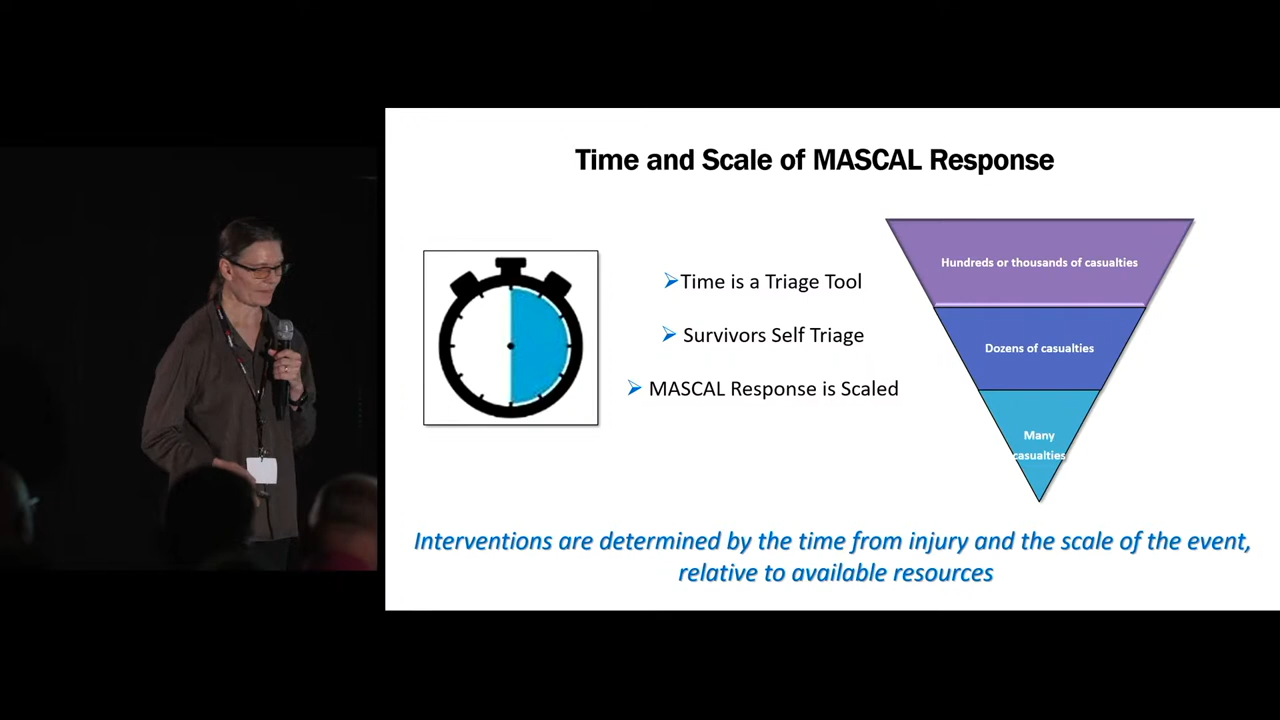 Time and Scale of MASCAL Response
Time is a Triage Tool
Survivors Self Triage
MASCAL Response is Scaled
Hundreds or thousands of casualties
Dozens of casualties
Many
casualties
Interventions are determined by the time from injury and the scale of the event,
relative to available resources